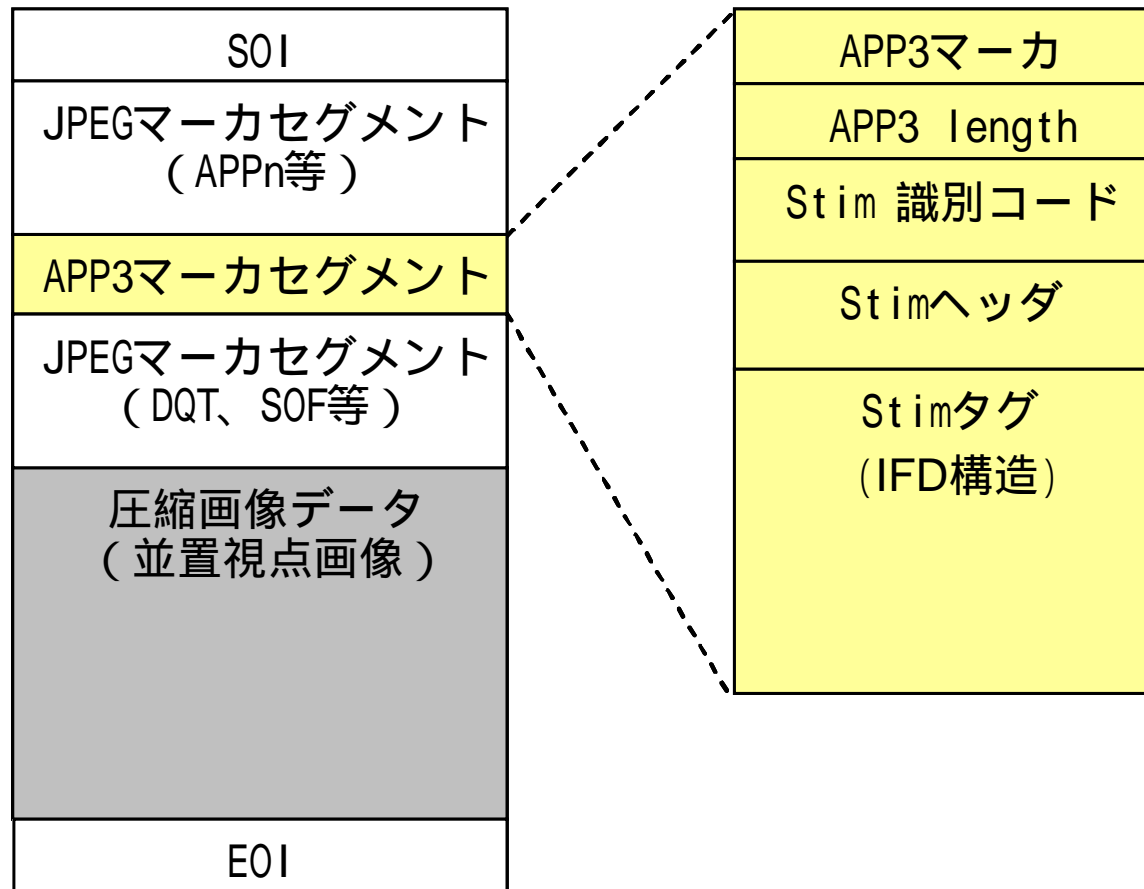 SOI
JPEGマーカセグメント
(APPn等)
APP3マーカセグメント
JPEGマーカセグメント
(DQT、SOF等)
圧縮画像データ
(並置視点画像)
EOI
APP3マーカ
APP3 length
Stim 識別コード
Stimヘッダ
Stimタグ
(IFD構造)